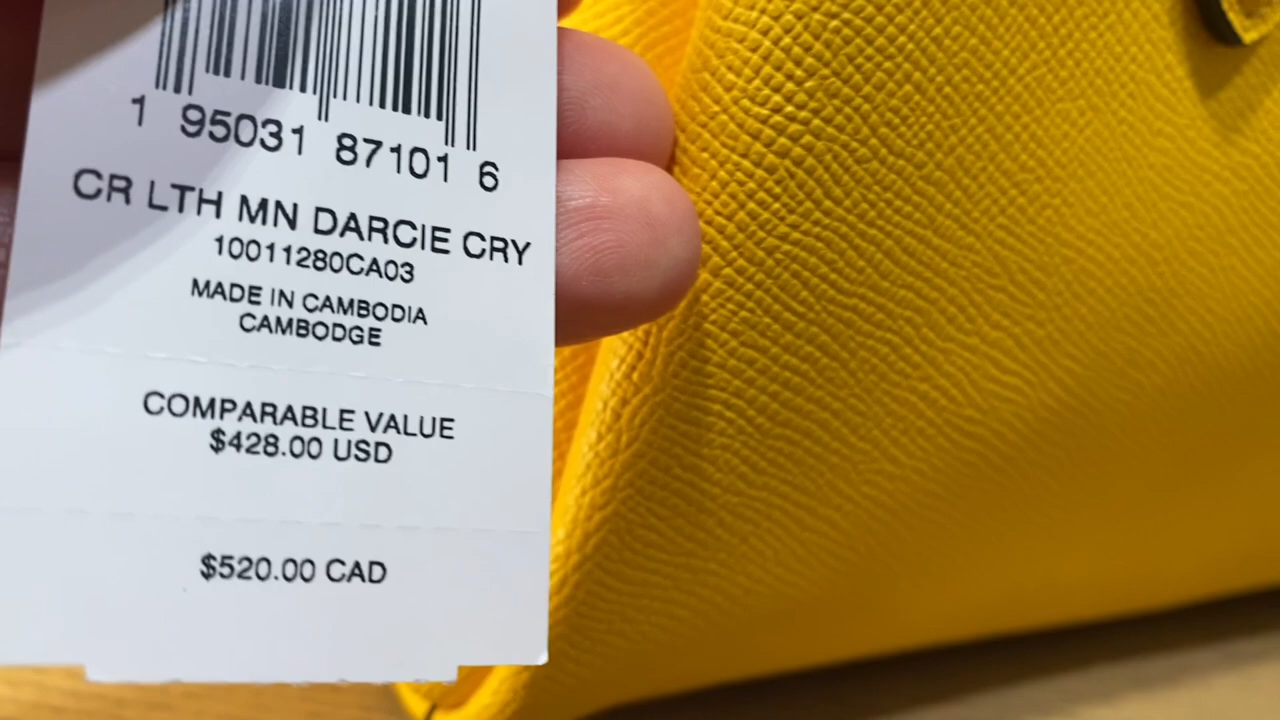 1 95031 87101 6
CR LTH MN DARCIE CRY
10011280CA03
MADE IN CAMBODIA
CAMBODGE
COMPARABLE VALUE
$428.00 USD
$520.00 CAD